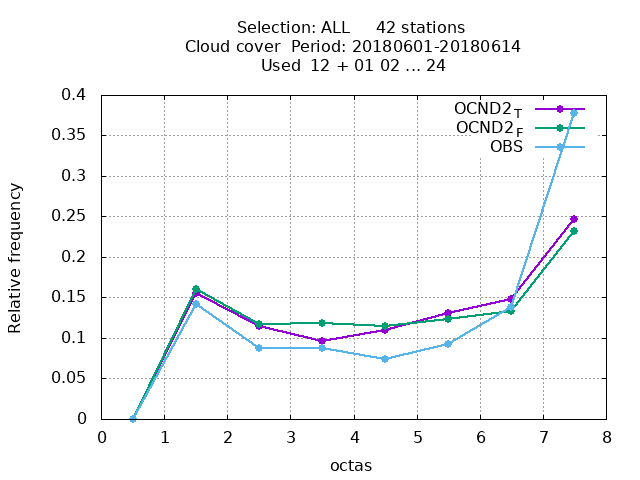 Selection: ALL     42 stations
Cloud cover  Period: 20180601-20180614
Used  12 + 01 02 ... 24
Relative frequency
0.4
0.35
0.3
0.25
0.2
0.15
0.1
0.05
0
OCND2T
OCND2F
OBS
0 1 2 3 4 5 6 7 8
octas